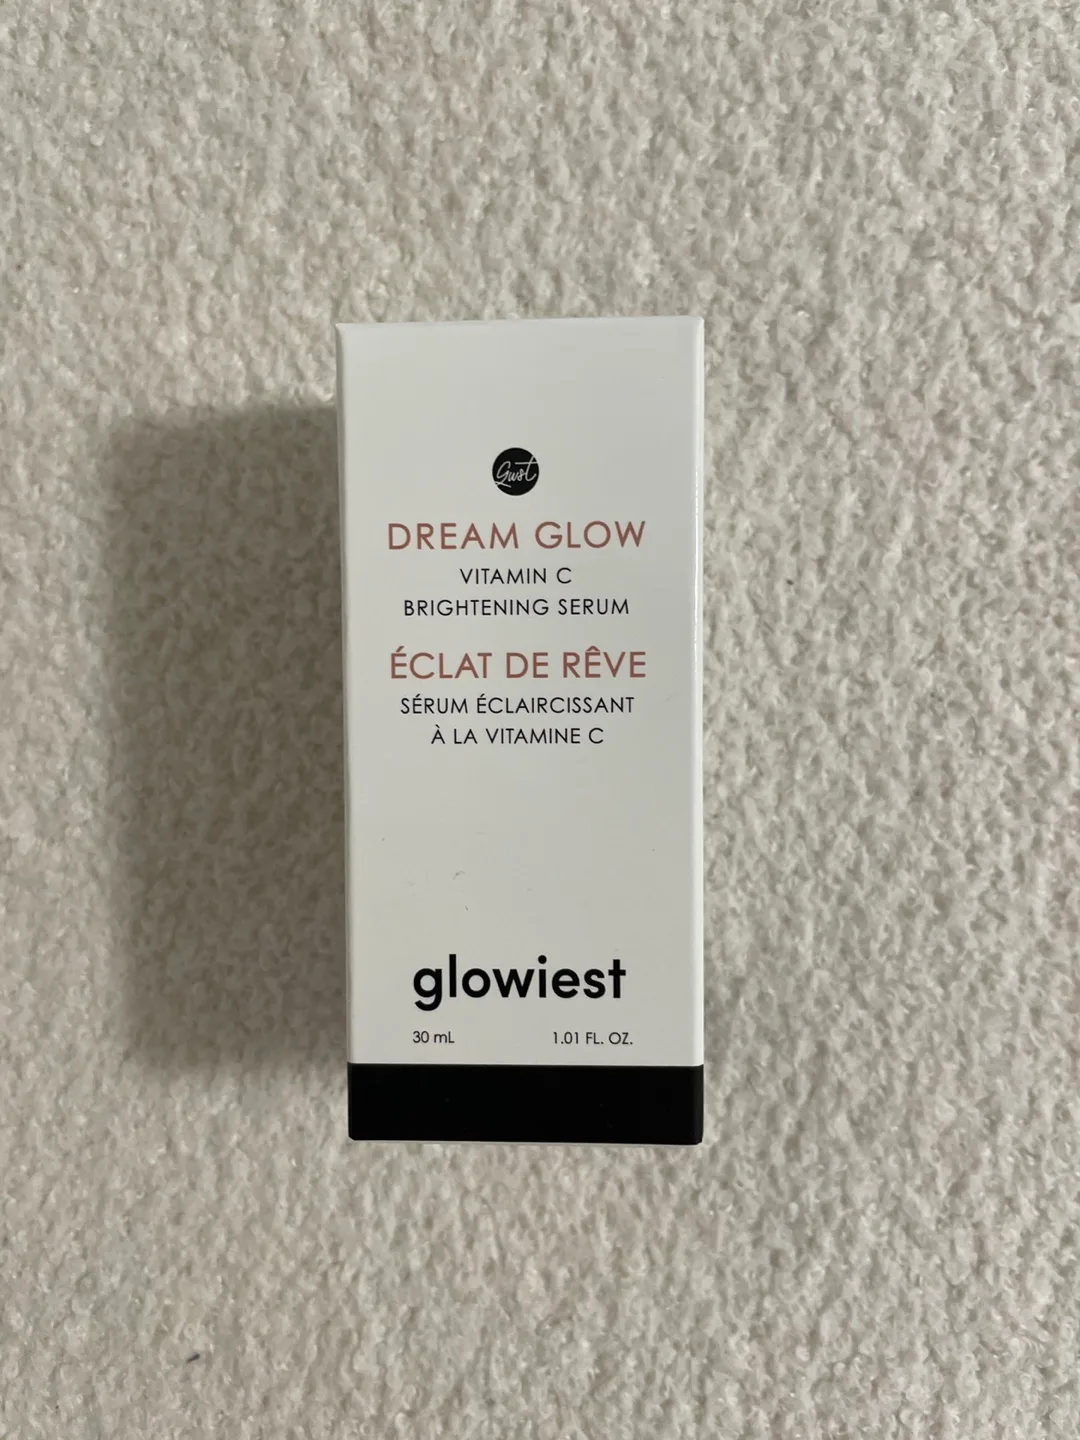 Gust
DREAM GLOW
VITAMIN C
BRIGHTENING SERUM
ÉCLAT DE RÊVE
SÉRUM ÉCLAIRCISSANT
À LA VITAMINE C
glowiest
30 mL 1.01 FL. OZ.